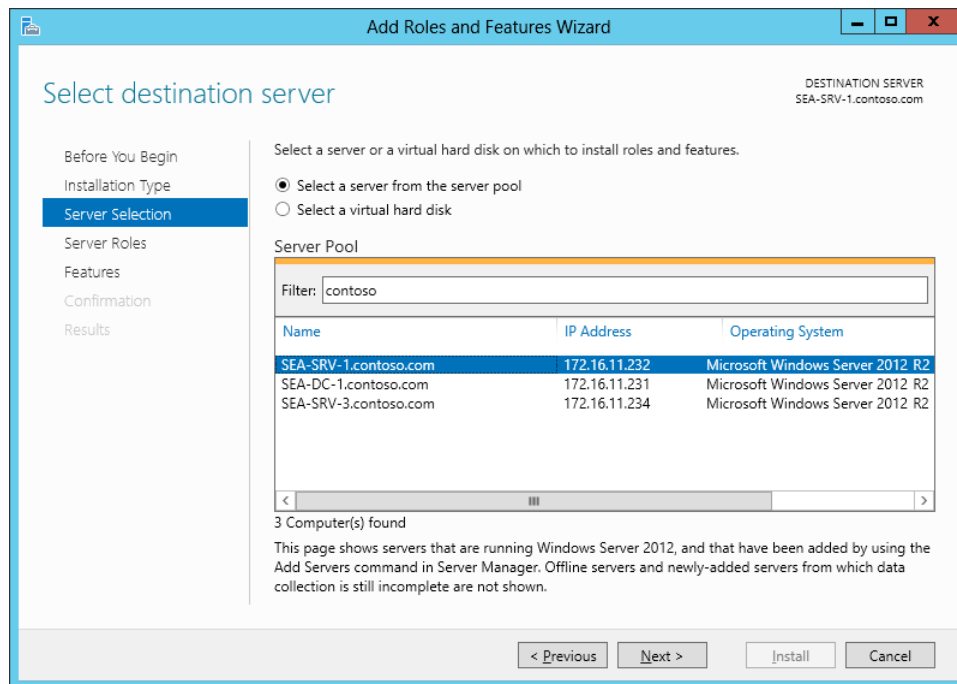 Add Roles and Features Wizard
Select destination server
DESTINATION SERVER
SEA-SRV-1.contoso.com
Before You Begin
Installation Type
Server Selection
Server Roles
Features
Confirmation
Results
Select a server or a virtual hard disk on which to install roles and features.
Select a server from the server pool
Select a virtual hard disk
Server Pool
Filter: contoso
Name IP Address Operating System
SEA-SRV-1.contoso.com 172.16.11.232 Microsoft Windows Server 2012 R2
SEA-DC-1.contoso.com 172.16.11.231 Microsoft Windows Server 2012 R2
SEA-SRV-3.contoso.com 172.16.11.234 Microsoft Windows Server 2012 R2
3 Computer(s) found
This page shows servers that are running Windows Server 2012, and that have been added by using the
Add Servers command in Server Manager. Offline servers and newly-added servers from which data
collection is still incomplete are not shown.
< Previous Next > Install Cancel